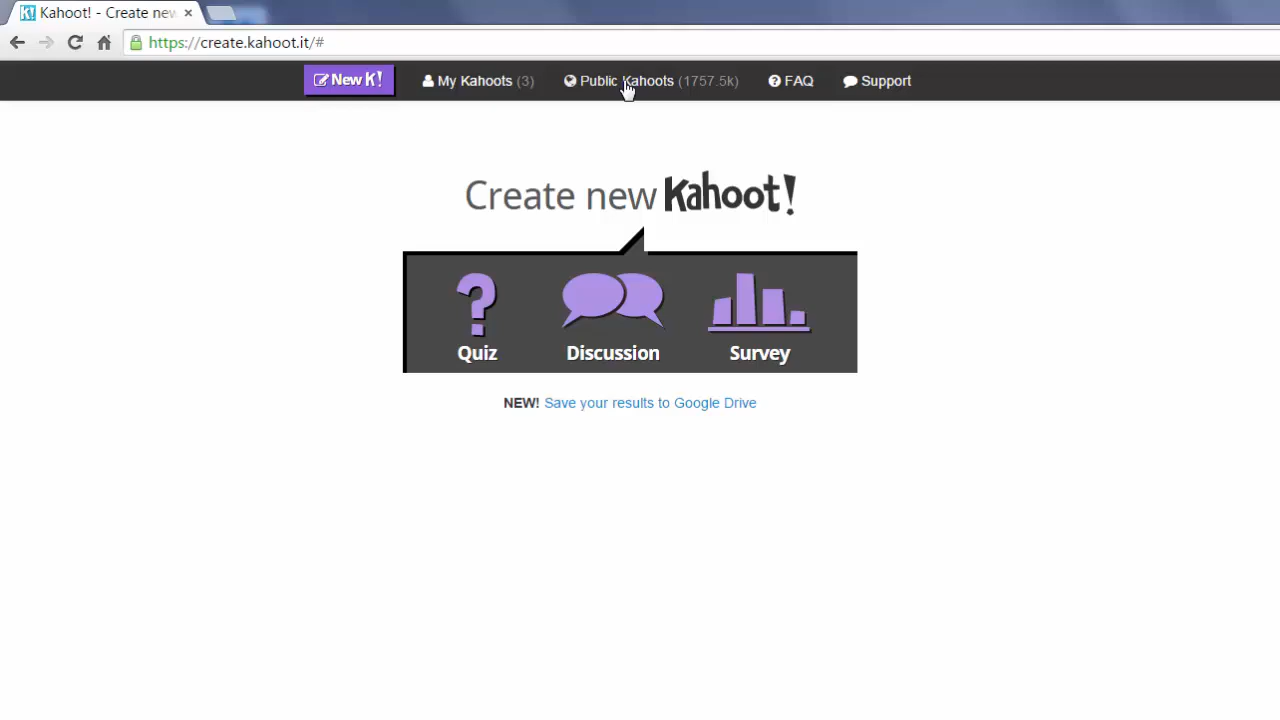 Kahoot! - Create new
https://create.kahoot.it/#
New K!
My Kahoots (3)
Public Kahoots (1757.5k)
FAQ
Support
Create new Kahoot!
Quiz
Discussion
Survey
NEW! Save your results to Google Drive